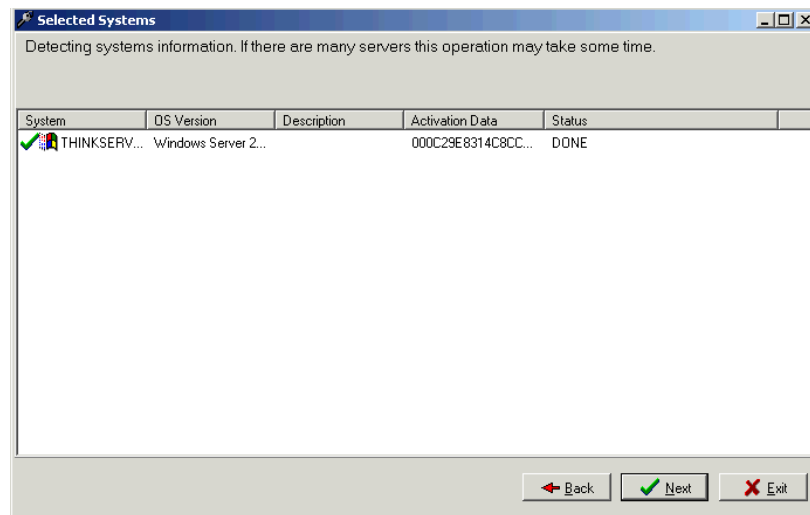 Selected Systems
Detecting systems information. If there are many servers this operation may take some time.
System OS Version Description Activation Data Status
THINKSERV... Windows Server 2... 000C29E8314C8CC... DONE
Back Next Exit